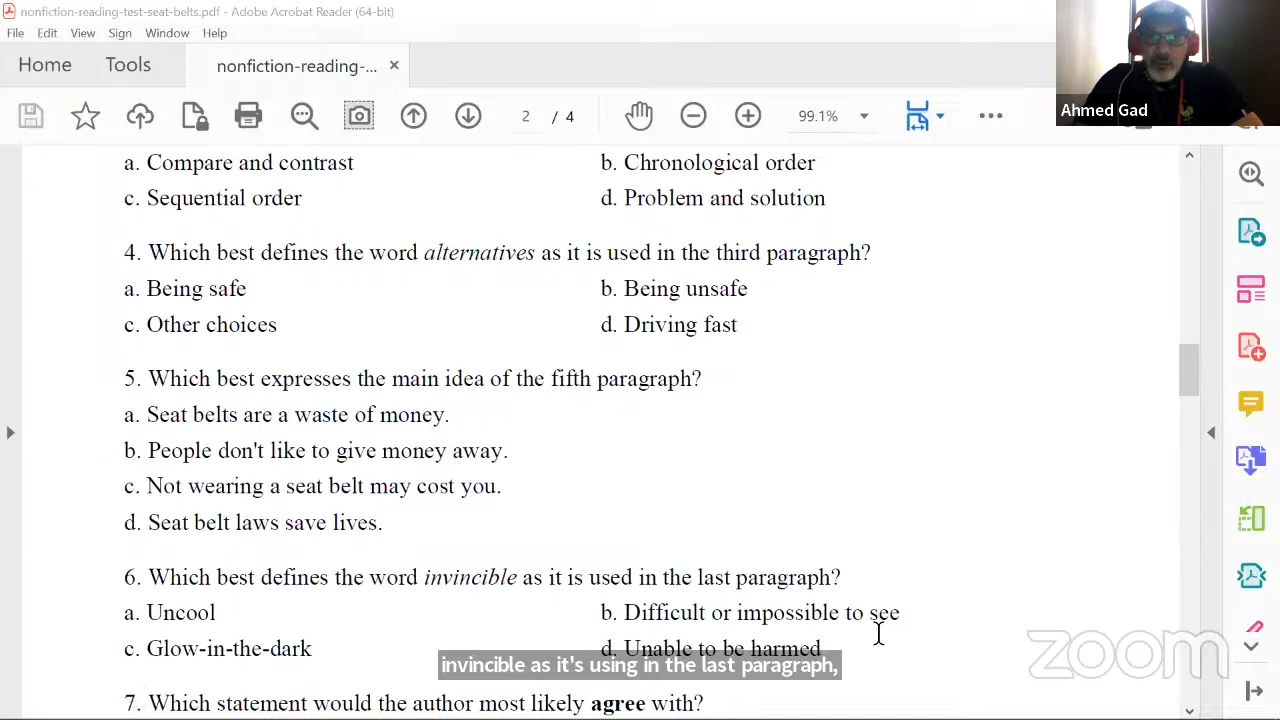 nonfiction-reading-test-seat-belts.pdf - Adobe Acrobat Reader (64-bit)
File Edit View Sign Window Help
Home Tools nonfiction-reading-... ×
2 / 4 99.1%
Ahmed Gad
a. Compare and contrast b. Chronological order
c. Sequential order d. Problem and solution
4. Which best defines the word alternatives as it is used in the third paragraph?
a. Being safe b. Being unsafe
c. Other choices d. Driving fast
5. Which best expresses the main idea of the fifth paragraph?
a. Seat belts are a waste of money.
b. People don't like to give money away.
c. Not wearing a seat belt may cost you.
d. Seat belt laws save lives.
6. Which best defines the word invincible as it is used in the last paragraph?
a. Uncool b. Difficult or impossible to see
c. Glow-in-the-dark d. Unable to be harmed
invincible as it's using in the last paragraph,
zoom
7. Which statement would the author most likely agree with?